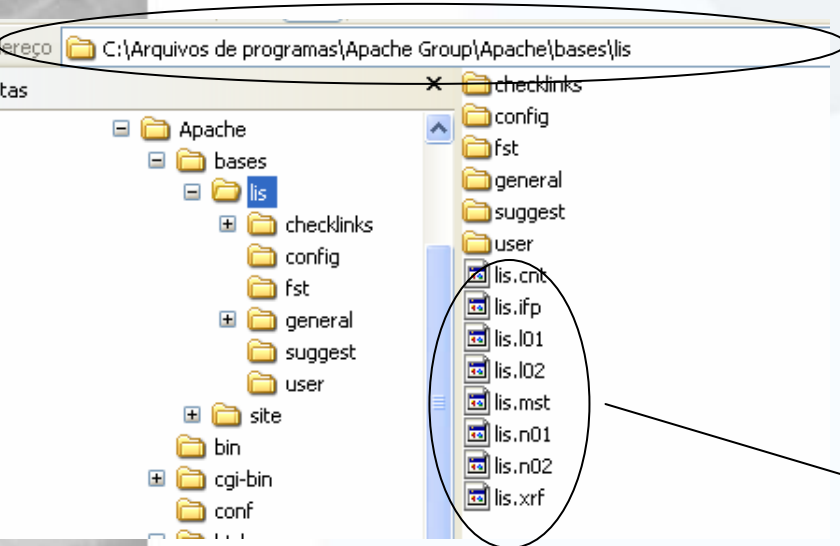 ereço C:\Arquivos de programas\Apache Group\Apache\bases\lis
tas
Apache
bases
lis
checklinks
config
fst
general
suggest
user
site
bin
cgi-bin
conf
checklinks
config
fst
general
suggest
user
lis.cnt
lis.ifp
lis.l01
lis.l02
lis.mst
lis.n01
lis.n02
lis.xrf